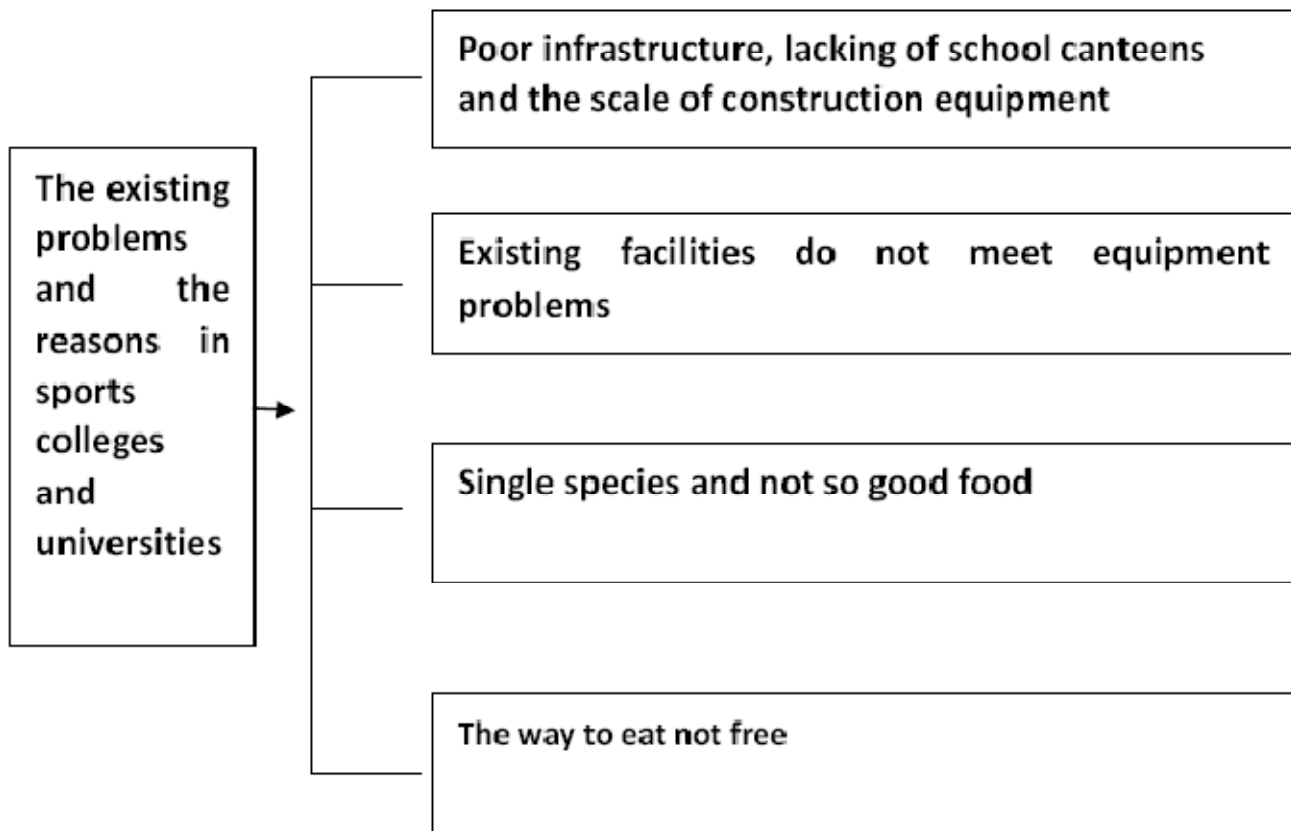 The existing
problems
and the
reasons in
sports
colleges
and
universities
Poor infrastructure, lacking of school canteens
and the scale of construction equipment
Existing facilities do not meet equipment
problems
Single species and not so good food
The way to eat not free